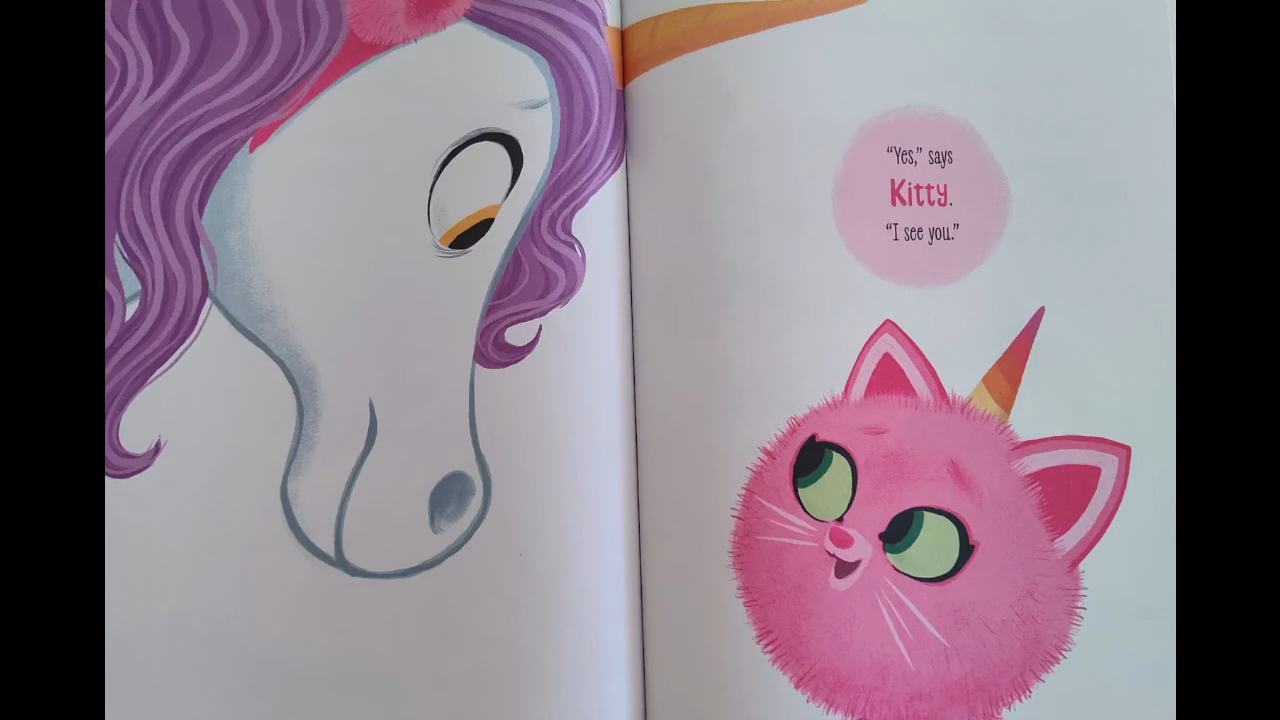 “Yes,” says
Kitty.
“I see you.”